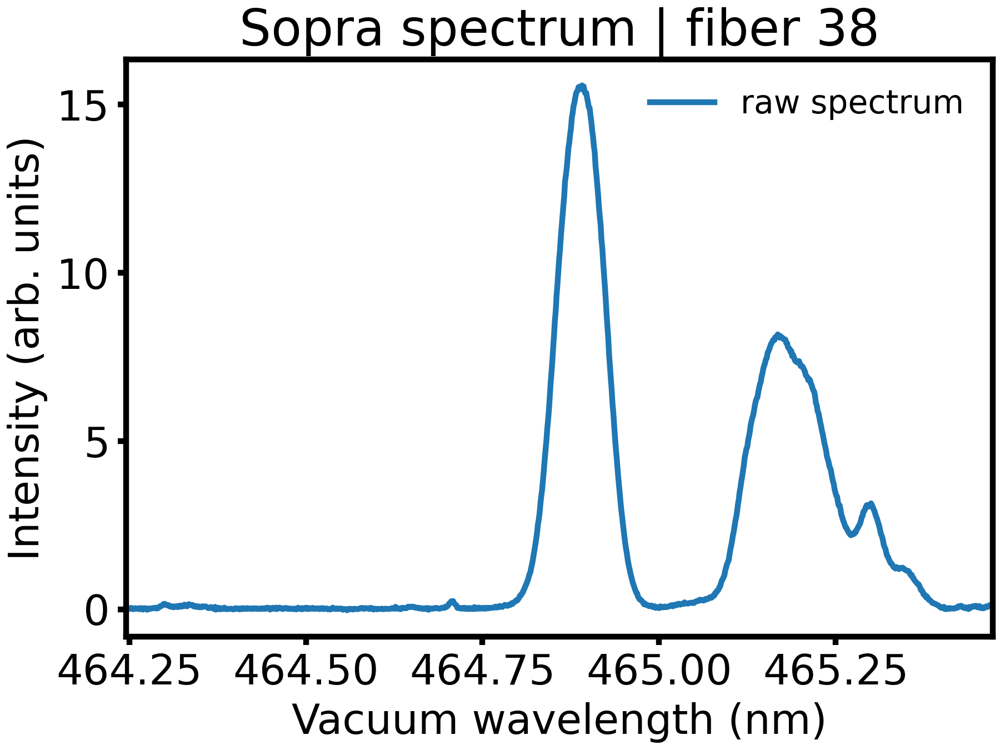 Sopra spectrum | fiber 38
raw spectrum
15
10
5
0
Intensity (arb. units)
464.25 464.50 464.75 465.00 465.25
Vacuum wavelength (nm)